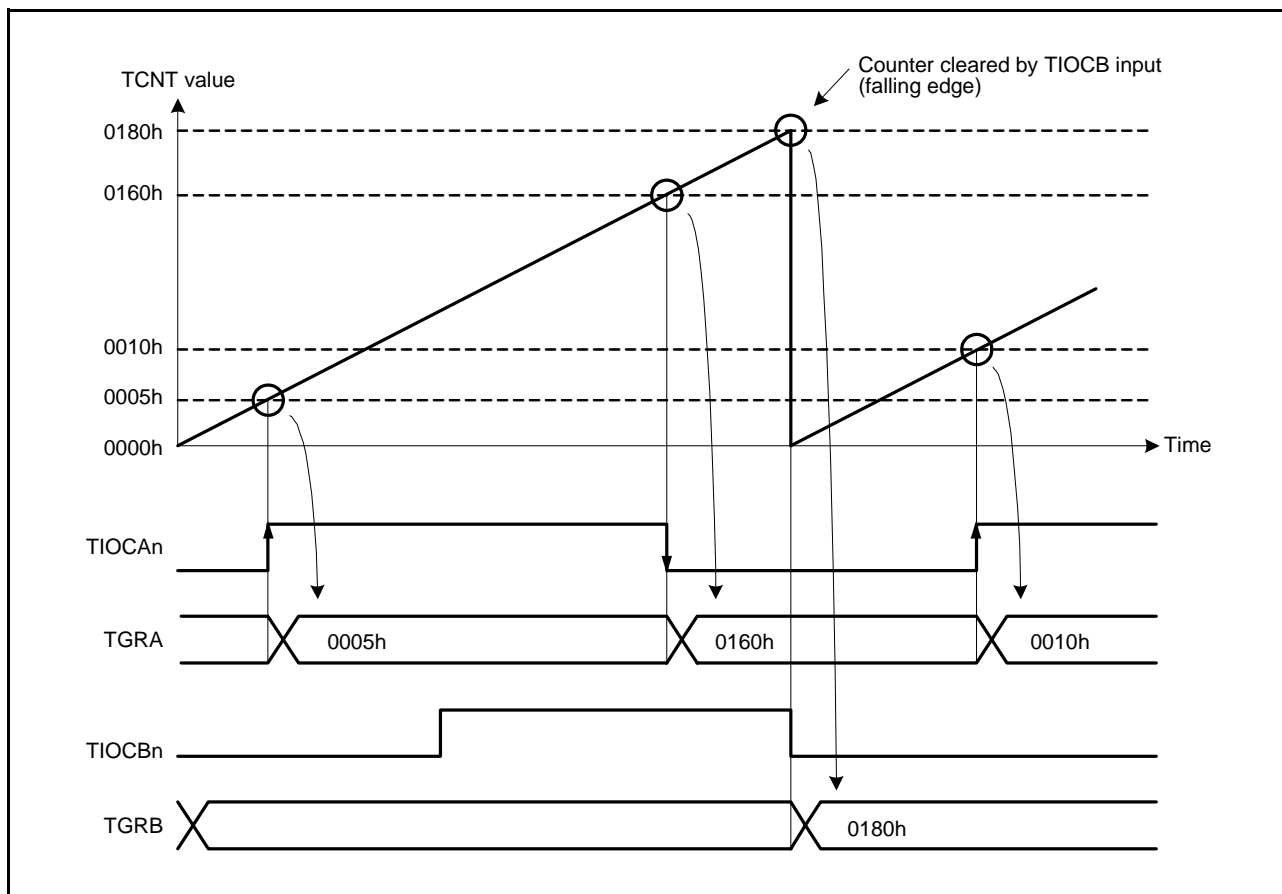 Counter cleared by TIOCB input
(falling edge)
TCNT value
0180h
0160h
0010h
0005h
0000h
Time
TIOCAn
TGRA
0005h
0160h
0010h
TIOCBn
TGRB
0180h